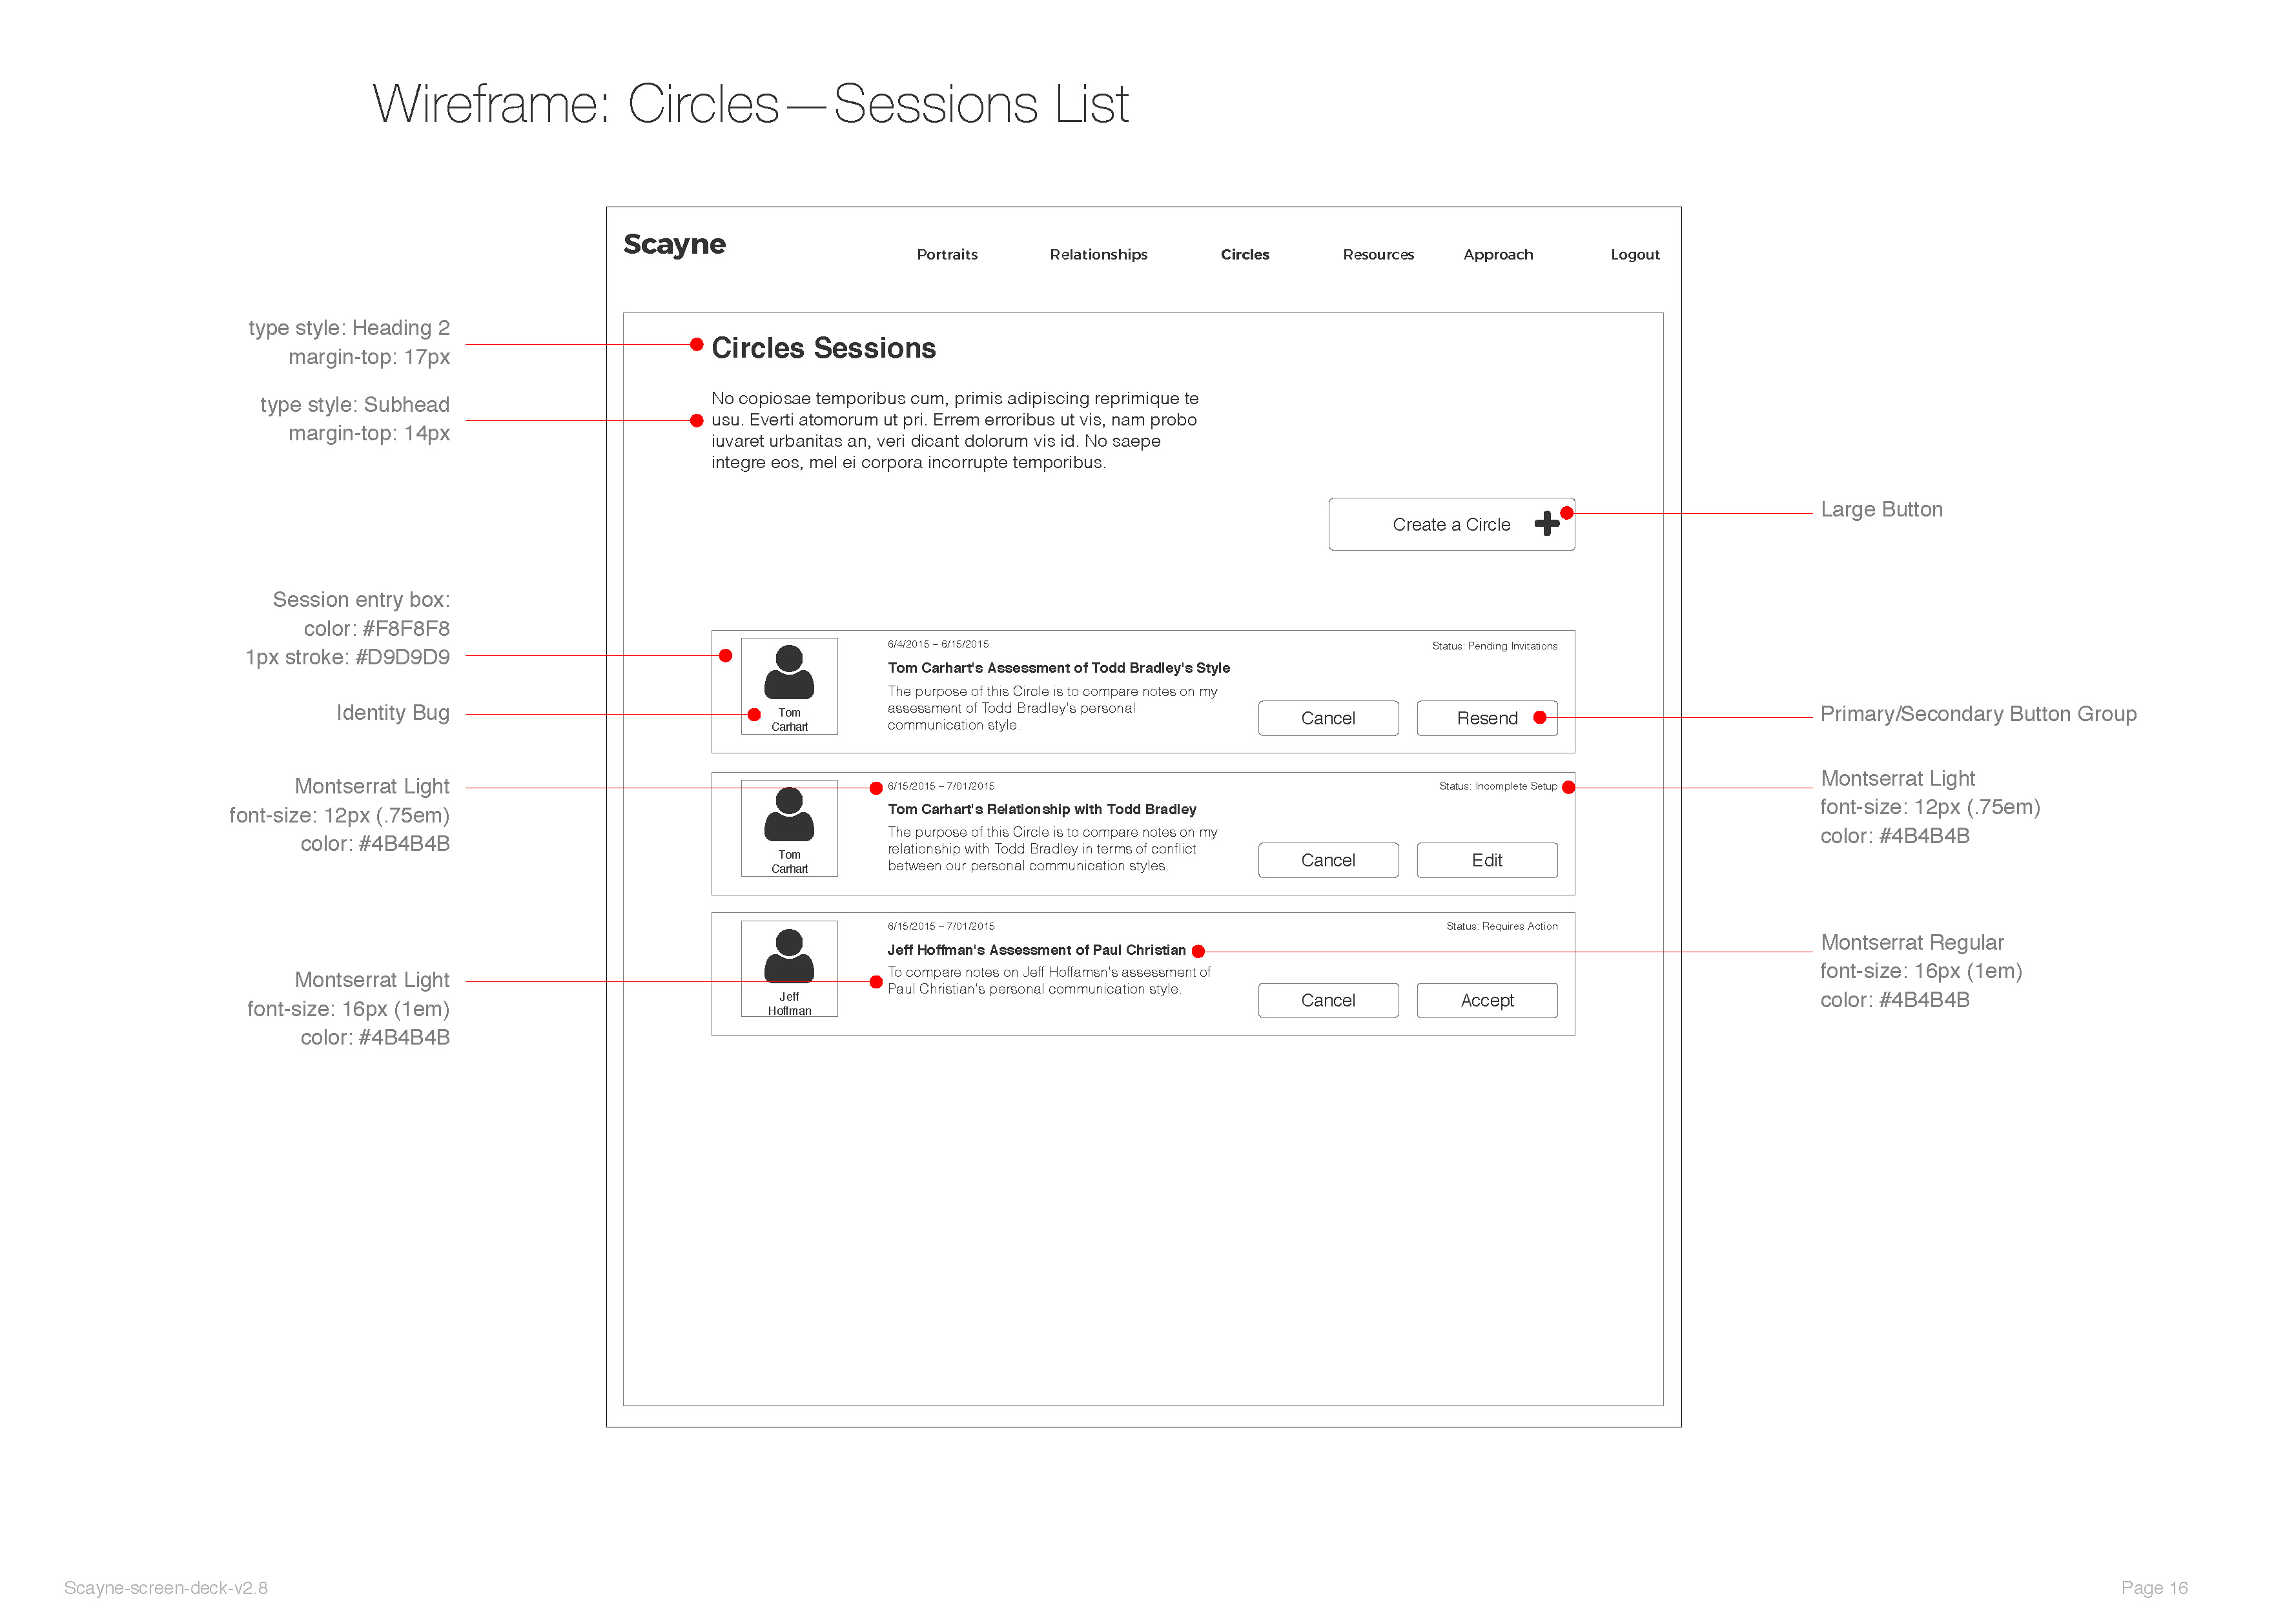 Wireframe: Circles—Sessions List
Scayne
Portraits
Relationships
Circles
Resources
Approach
Logout
type style: Heading 2
margin-top: 17px
Circles Sessions
type style: Subhead
margin-top: 14px
No copiosae temporibus cum, primis adipiscing reprimique te
usu. Everti atomorum ut pri. Errem erroribus ut vis, nam probo
iuvaret urbanitas an, veri dicant dolorum vis id. No saepe
integre eos, mel ei corpora incorrupte temporibus.
Create a Circle
Large Button
Session entry box:
color: #F8F8F8
1px stroke: #D9D9D9
Identity Bug
Tom
Carhart
6/4/2015 – 6/15/2015
Status: Pending Invitations
Tom Carhart's Assessment of Todd Bradley's Style
The purpose of this Circle is to compare notes on my
assessment of Todd Bradley's personal
communication style.
Cancel
Resend
Primary/Secondary Button Group
Montserrat Light
font-size: 12px (.75em)
color: #4B4B4B
Tom
Carhart
6/15/2015 – 7/01/2015
Status: Incomplete Setup
Tom Carhart's Relationship with Todd Bradley
The purpose of this Circle is to compare notes on my
relationship with Todd Bradley in terms of conflict
between our personal communication styles.
Cancel
Edit
Montserrat Light
font-size: 12px (.75em)
color: #4B4B4B
Montserrat Light
font-size: 16px (1em)
color: #4B4B4B
Jeff
Hoffman
6/15/2015 – 7/01/2015
Status: Requires Action
Jeff Hoffman's Assessment of Paul Christian
To compare notes on Jeff Hoffamsn's assessment of
Paul Christian's personal communication style.
Cancel
Accept
Montserrat Regular
font-size: 16px (1em)
color: #4B4B4B
Scayne-screen-deck-v2.8
Page 16